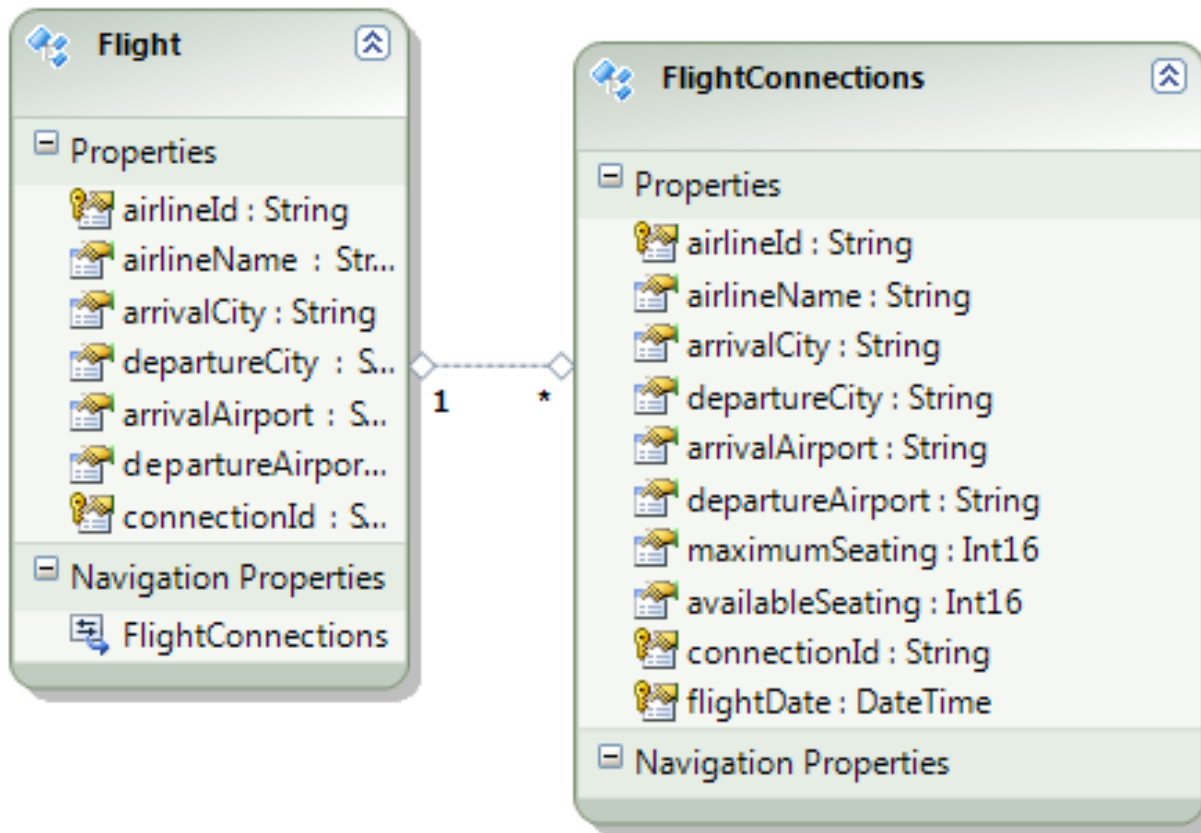 Flight
Properties
airlineId : String
airlineName : Str...
arrivalCity : String
departureCity : S...
arrivalAirport : S...
departureAirpor...
connectionId : S...
Navigation Properties
FlightConnections
1 *
FlightConnections
Properties
airlineId : String
airlineName : String
arrivalCity : String
departureCity : String
arrivalAirport : String
departureAirport : String
maximumSeating : Int16
availableSeating : Int16
connectionId : String
flightDate : DateTime
Navigation Properties